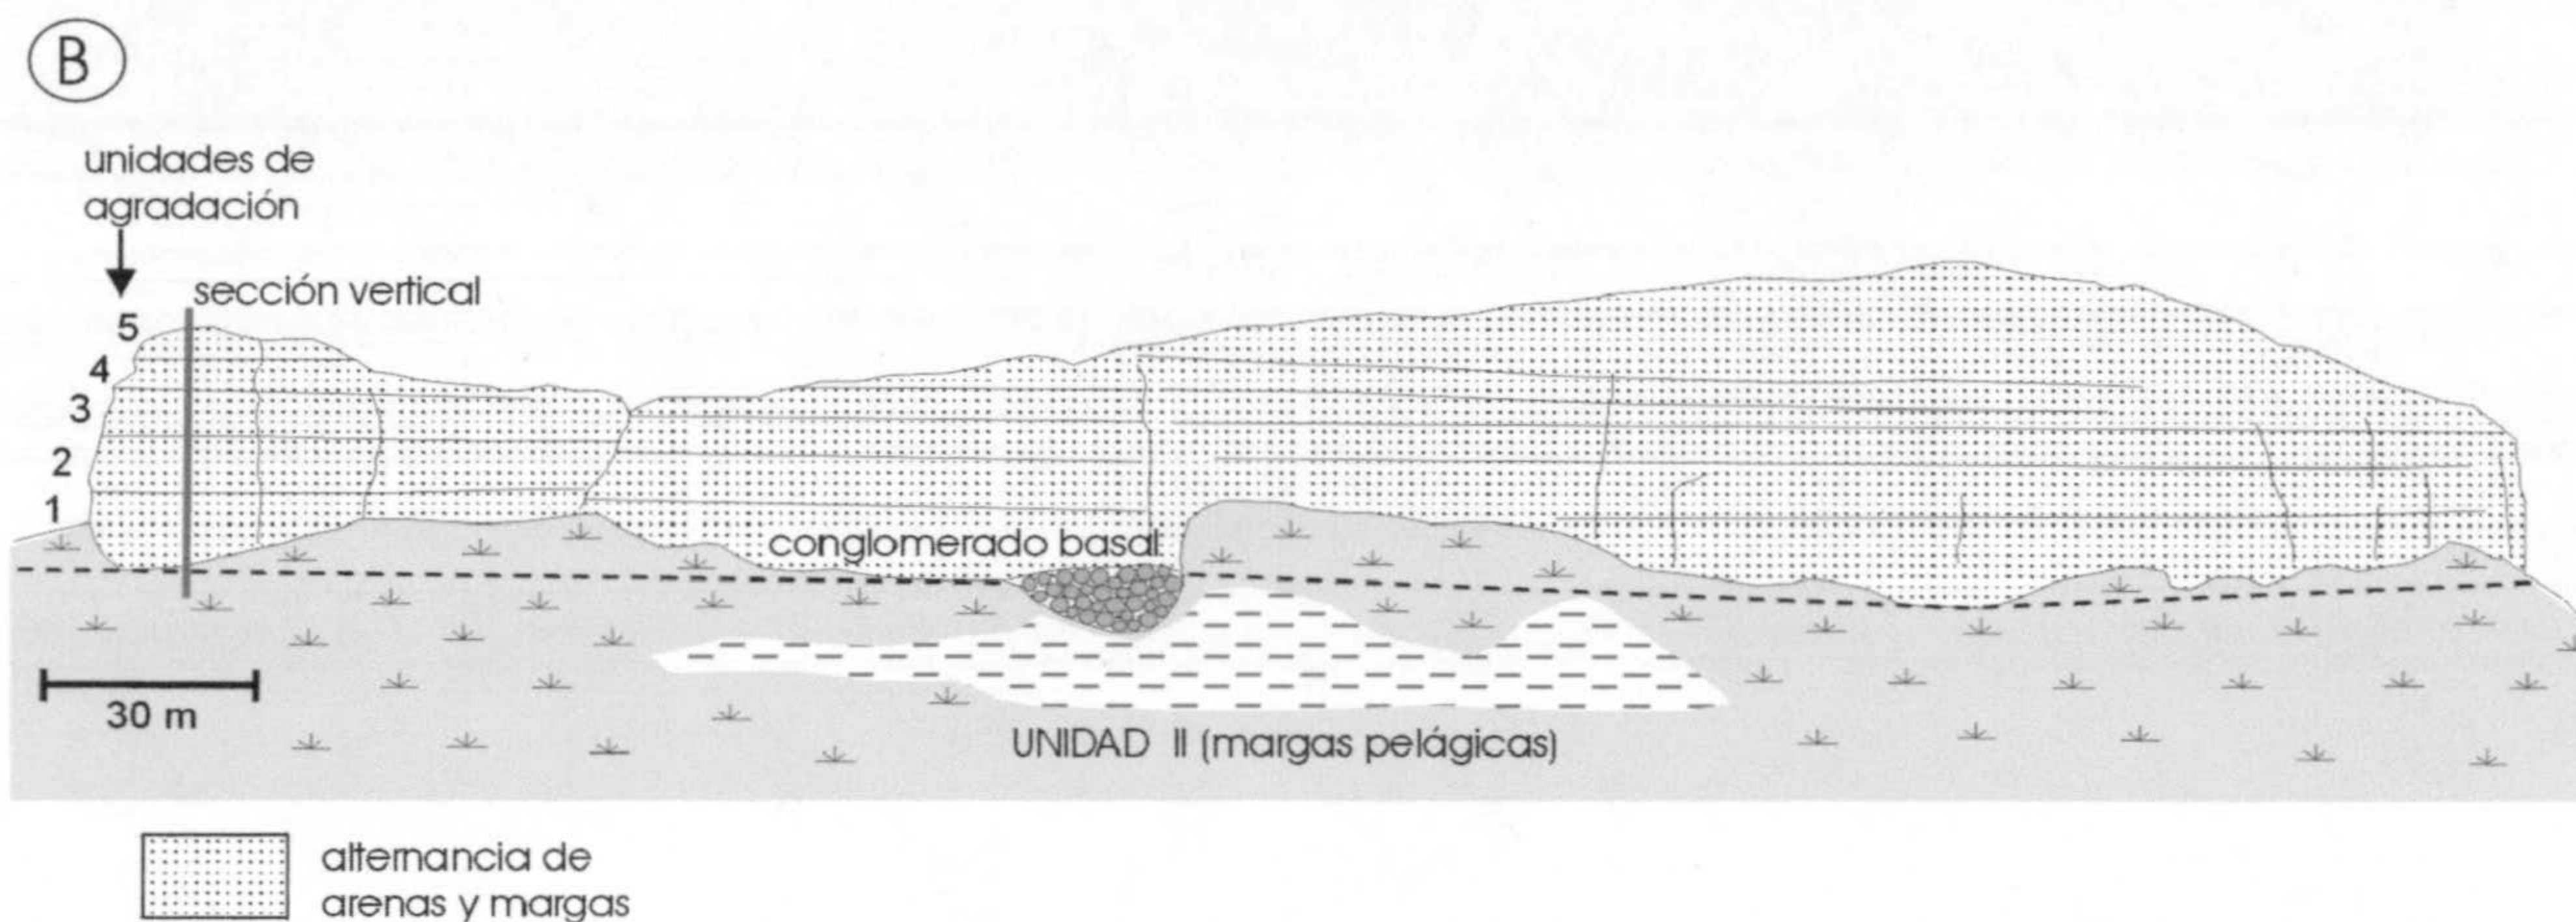 B
unidades de
agradación
sección vertical
5
4
3
2
1
conglomerado basal
30 m
UNIDAD II (margas pelágicas)
alternancia de
arenas y margas